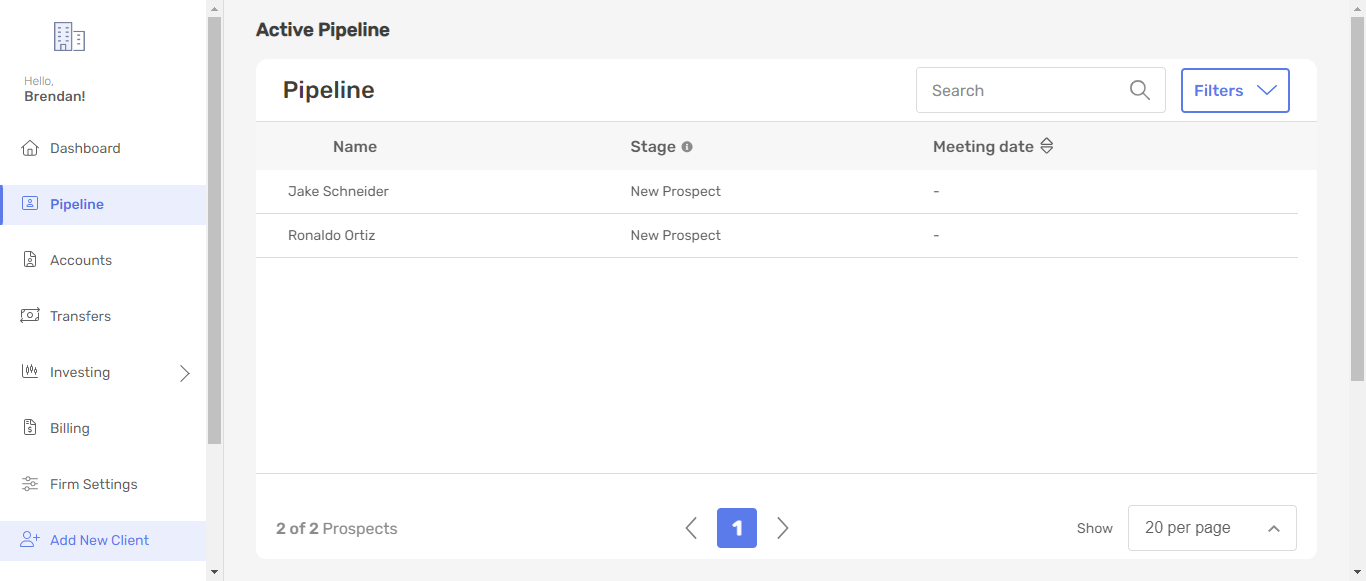 Hello,
Brendan!
Dashboard
Pipeline
Accounts
Transfers
Investing
Billing
Firm Settings
Add New Client
Active Pipeline
Pipeline
Search
Filters
Name Stage Meeting date
Jake Schneider New Prospect -
Ronaldo Ortiz New Prospect -
2 of 2 Prospects
1
Show 20 per page